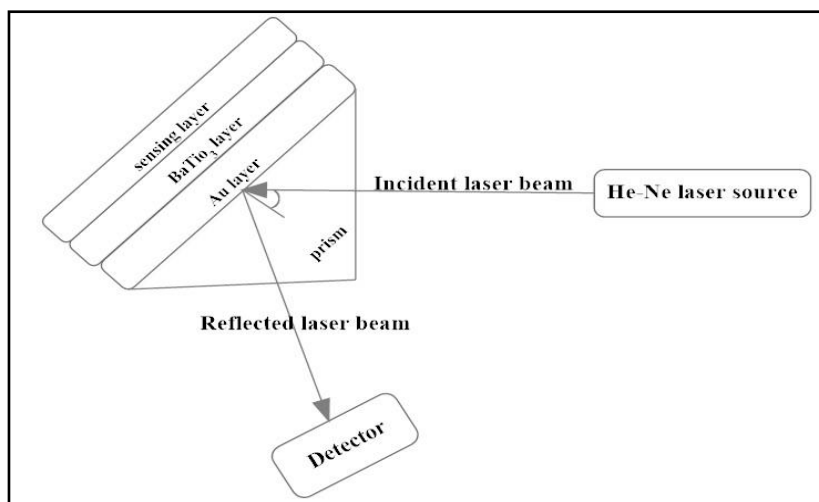 sensing layer
BaTio3 layer
Au layer
Incident laser beam
He-Ne laser source
prism
Reflected laser beam
Detector